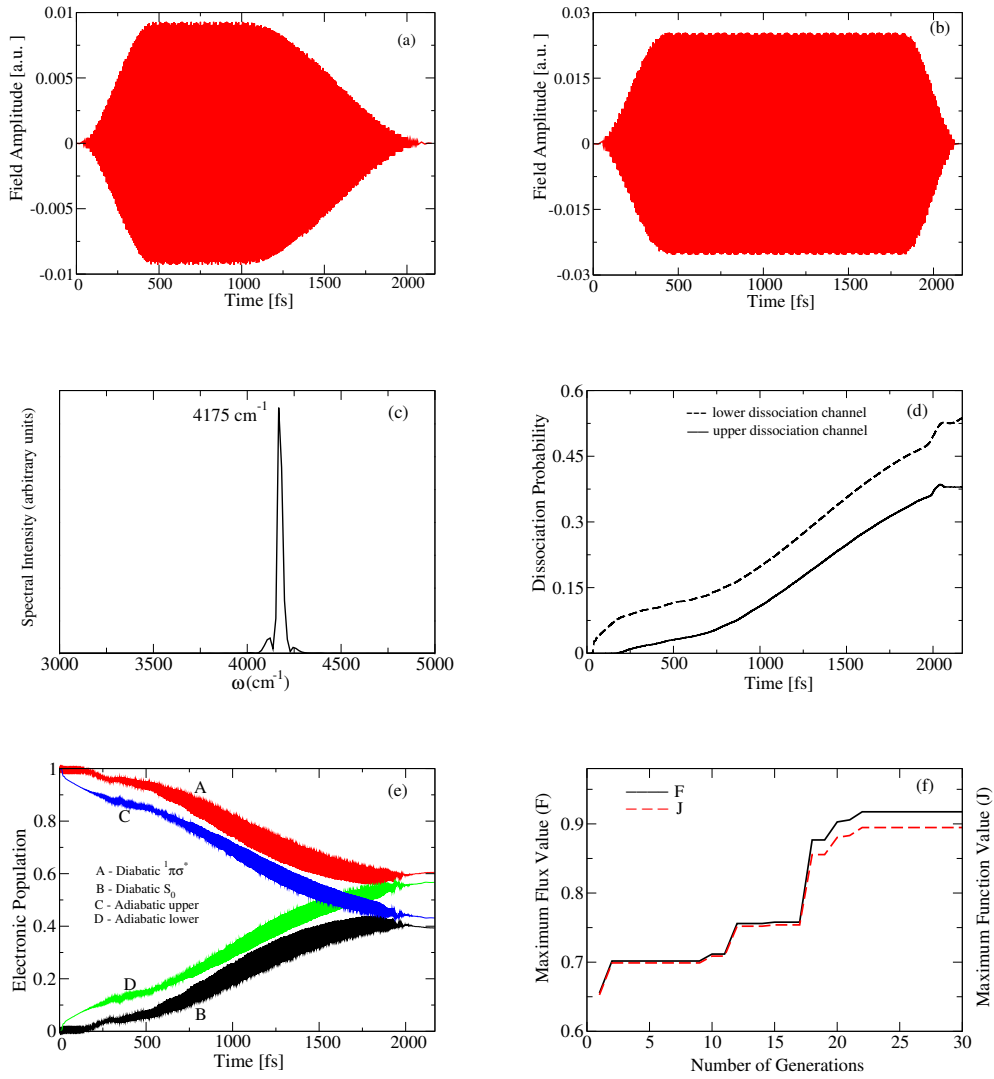 (a)
Field Amplitude [a.u.]
0.01
0.005
0
-0.005
-0.01
0 500 1000 1500 2000
Time [fs]
(b)
Field Amplitude [a.u.]
0.03
0.015
0
-0.015
-0.03
0 500 1000 1500 2000
Time [fs]
(c)
4175 cm⁻¹
Spectral Intensity (arbitrary units)
3000 3500 4000 4500 5000
ω(cm⁻¹)
(d)
lower dissociation channel
upper dissociation channel
Dissociation Probability
0.6
0.45
0.3
0.15
0
0 500 1000 1500 2000
Time [fs]
(e)
A
C
A - Diabatic ¹πσ*
B - Diabatic S₀
C - Adiabatic upper
D - Adiabatic lower
D
B
Electronic Population
1
0.8
0.6
0.4
0.2
0
0 500 1000 1500 2000
Time [fs]
(f)
F
J
Maximum Flux Value (F)
0.9
0.8
0.7
0.6
0 5 10 15 20 25 30
Number of Generations
Maximum Function Value (J)